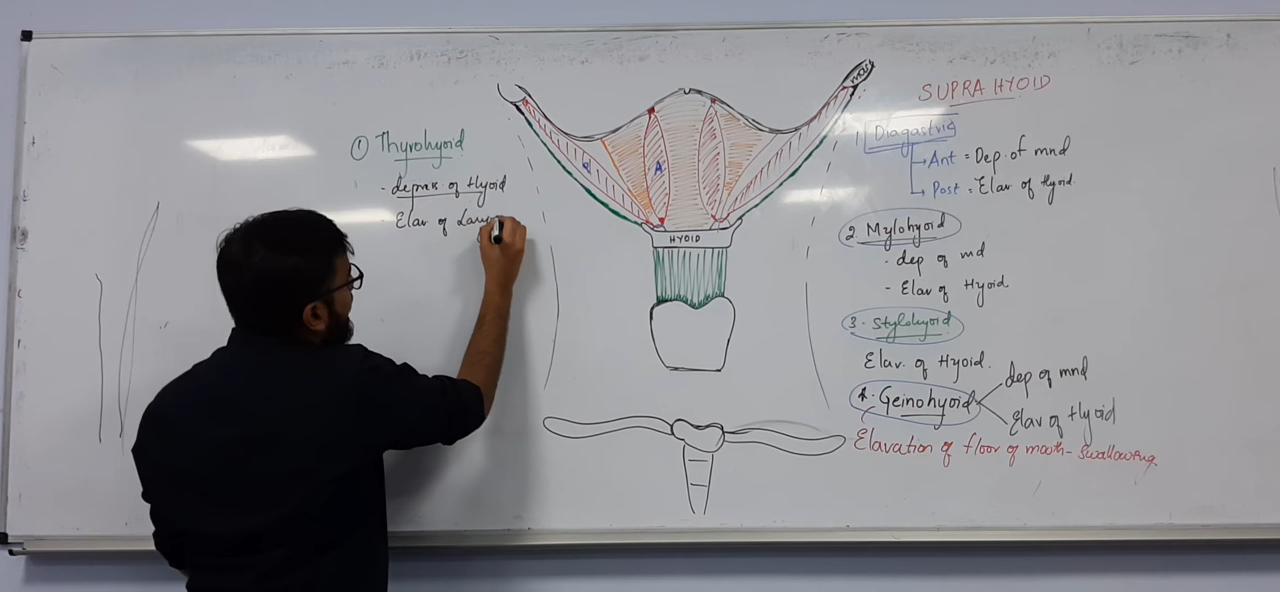 ① Thyrohyoid
- depress of Hyoid
Elav of Lary
d
A
HYOID
mas
SUPRA HYOID
Diagastric
Ant = Dep. of mnd
Post = Elav of Hyoid.
2. Mylohyoid
- dep of md
- Elav of Hyoid
3. Stylohyoid
Elav. of Hyoid.
4. Geinohyoid
dep of mnd
Elav of Hyoid
Elavation of floor of mooth - Swallowing